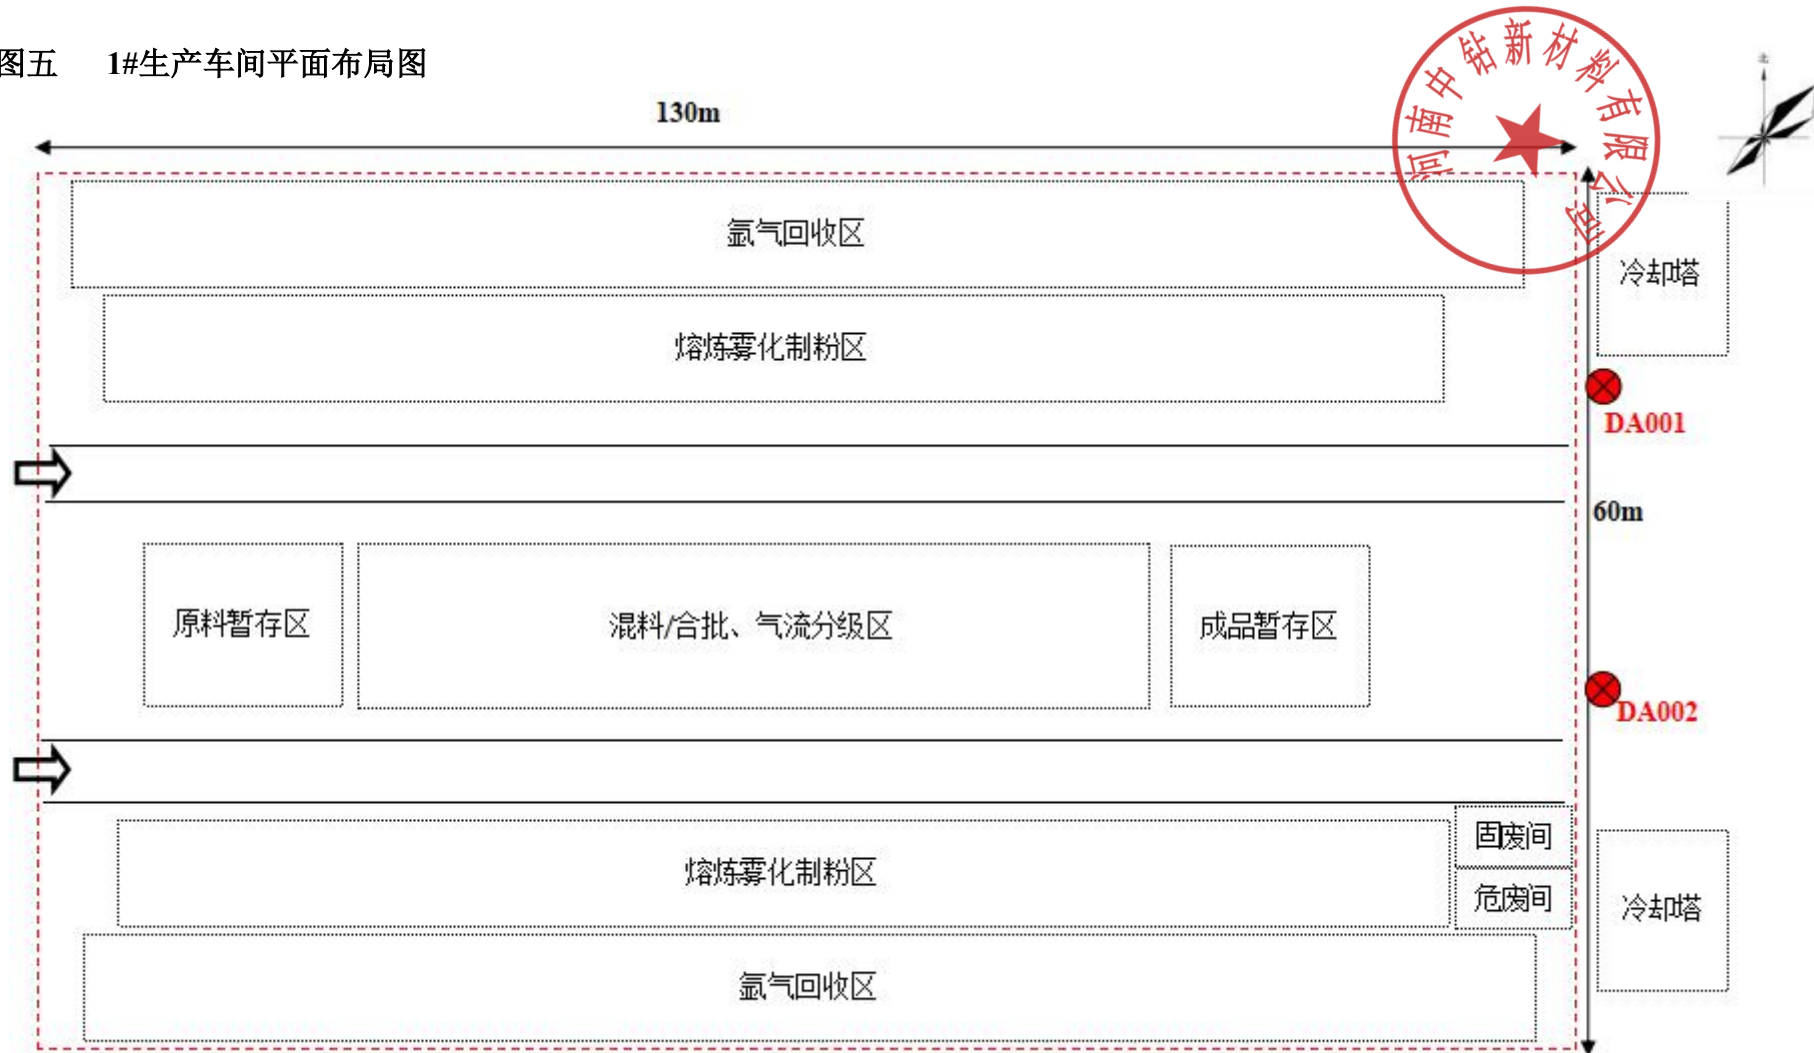 图五 1#生产车间平面布局图
河南中钻新材料有限公司
北
130m
氩气回收区
冷却塔
熔炼雾化制粉区
DA001
60m
原料暂存区
混料/合批、气流分级区
成品暂存区
DA002
固废间
熔炼雾化制粉区
危废间
冷却塔
氩气回收区